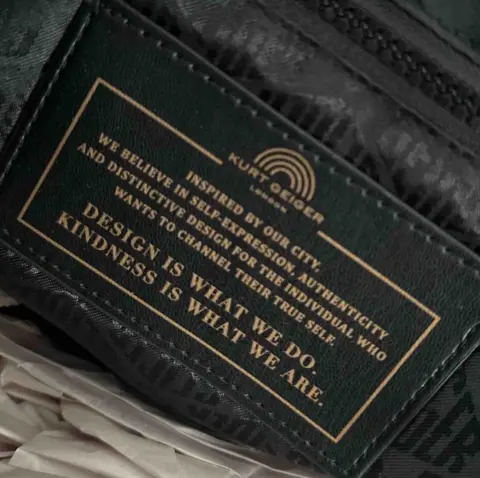 KURT GEIGER
LONDON
INSPIRED BY OUR CITY,
WE BELIEVE IN SELF-EXPRESSION, AUTHENTICITY
AND DISTINCTIVE DESIGN FOR THE INDIVIDUAL WHO
WANTS TO CHANNEL THEIR TRUE SELF.
DESIGN IS WHAT WE DO.
KINDNESS IS WHAT WE ARE.